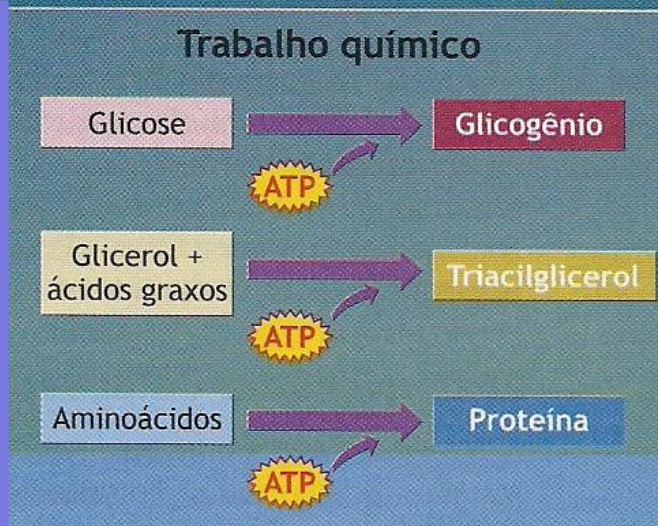 Trabalho químico
Glicose
Glicogênio
ATP
Glicerol +
ácidos graxos
Triacilglicerol
ATP
Aminoácidos
Proteína
ATP